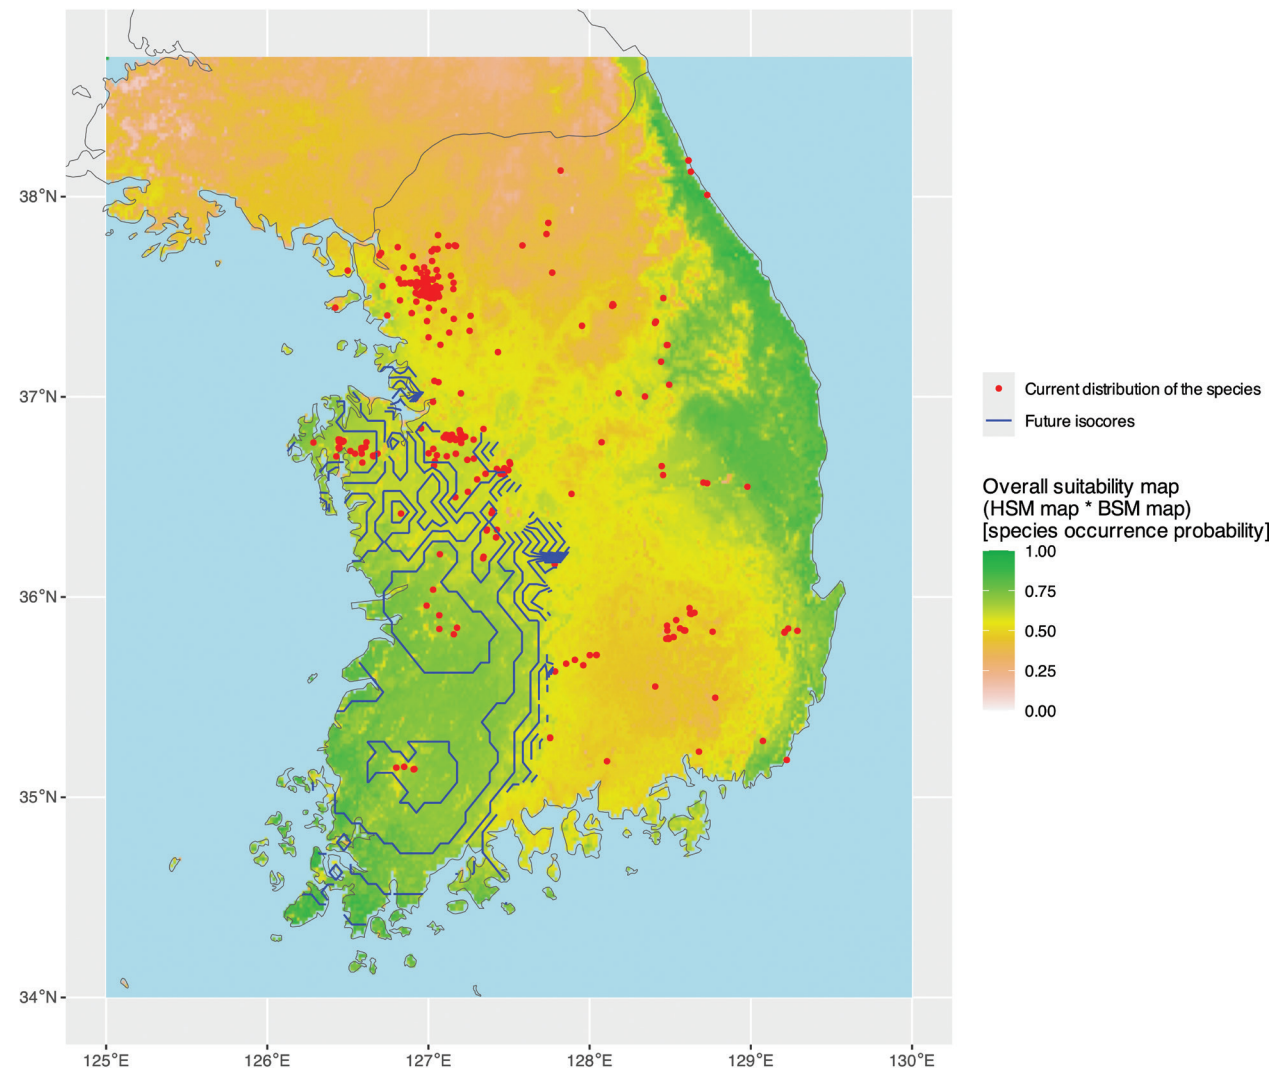 38°N
37°N
36°N
35°N
34°N
125°E
126°E
127°E
128°E
129°E
130°E
Current distribution of the species
Future isocores
Overall suitability map
(HSM map * BSM map)
[species occurrence probability]
1.00
0.75
0.50
0.25
0.00